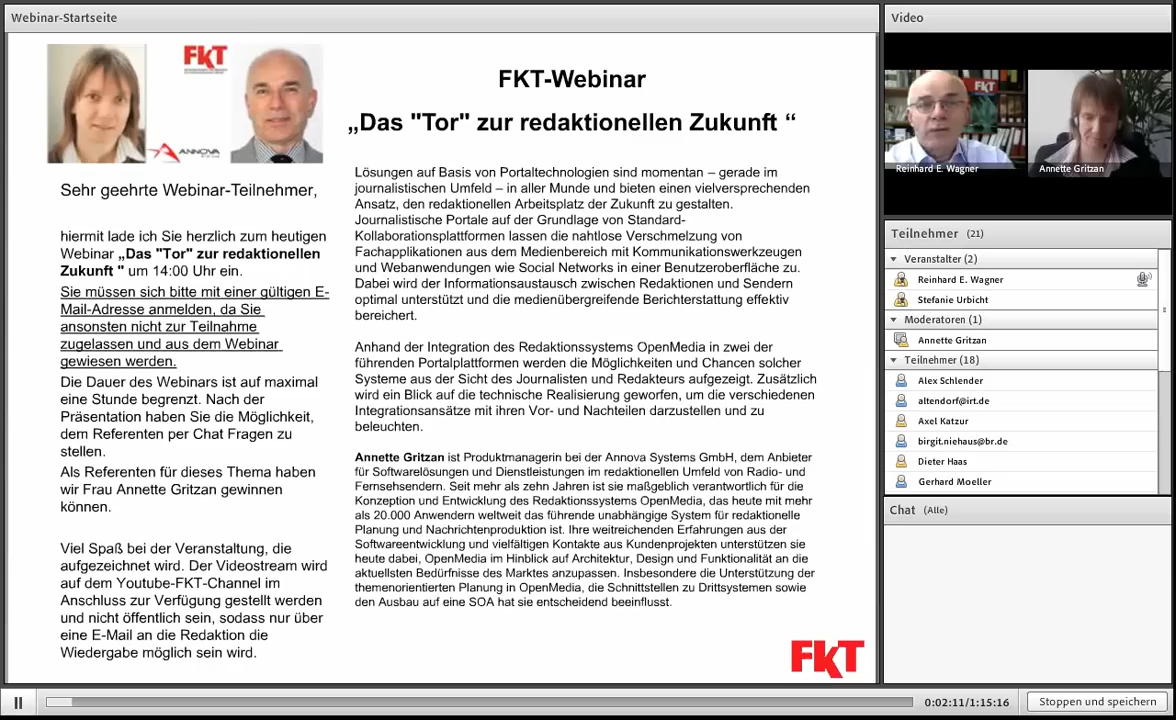 Webinar-Startseite
FKT
ANNOVA
Sehr geehrte Webinar-Teilnehmer,
hiermit lade ich Sie herzlich zum heutigen
Webinar „Das "Tor" zur redaktionellen
Zukunft " um 14:00 Uhr ein.
Sie müssen sich bitte mit einer gültigen E-
Mail-Adresse anmelden, da Sie
ansonsten nicht zur Teilnahme
zugelassen und aus dem Webinar
gewiesen werden.
Die Dauer des Webinars ist auf maximal
eine Stunde begrenzt. Nach der
Präsentation haben Sie die Möglichkeit,
dem Referenten per Chat Fragen zu
stellen.
Als Referenten für dieses Thema haben
wir Frau Annette Gritzan gewinnen
können.
Viel Spaß bei der Veranstaltung, die
aufgezeichnet wird. Der Videostream wird
auf dem Youtube-FKT-Channel im
Anschluss zur Verfügung gestellt werden
und nicht öffentlich sein, sodass nur über
eine E-Mail an die Redaktion die
Wiedergabe möglich sein wird.
FKT-Webinar
„Das "Tor" zur redaktionellen Zukunft “
Lösungen auf Basis von Portaltechnologien sind momentan – gerade im
journalistischen Umfeld – in aller Munde und bieten einen vielversprechenden
Ansatz, den redaktionellen Arbeitsplatz der Zukunft zu gestalten.
Journalistische Portale auf der Grundlage von Standard-
Kollaborationsplattformen lassen die nahtlose Verschmelzung von
Fachapplikationen aus dem Medienbereich mit Kommunikationswerkzeugen
und Webanwendungen wie Social Networks in einer Benutzeroberfläche zu.
Dabei wird der Informationsaustausch zwischen Redaktionen und Sendern
optimal unterstützt und die medienübergreifende Berichterstattung effektiv
bereichert.
Anhand der Integration des Redaktionssystems OpenMedia in zwei der
führenden Portalplattformen werden die Möglichkeiten und Chancen solcher
Systeme aus der Sicht des Journalisten und Redakteurs aufgezeigt. Zusätzlich
wird ein Blick auf die technische Realisierung geworfen, um die verschiedenen
Integrationsansätze mit ihren Vor- und Nachteilen darzustellen und zu
beleuchten.
Annette Gritzan ist Produktmanagerin bei der Annova Systems GmbH, dem Anbieter
für Softwarelösungen und Dienstleistungen im redaktionellen Umfeld von Radio- und
Fernsehsendern. Seit mehr als zehn Jahren ist sie maßgeblich verantwortlich für die
Konzeption und Entwicklung des Redaktionssystems OpenMedia, das heute mit mehr
als 20.000 Anwendern weltweit das führende unabhängige System für redaktionelle
Planung und Nachrichtenproduktion ist. Ihre weitreichenden Erfahrungen aus der
Softwareentwicklung und vielfältigen Kontakte aus Kundenprojekten unterstützen sie
heute dabei, OpenMedia im Hinblick auf Architektur, Design und Funktionalität an die
aktuellsten Bedürfnisse des Marktes anzupassen. Insbesondere die Unterstützung der
themenorientierten Planung in OpenMedia, die Schnittstellen zu Drittsystemen sowie
den Ausbau auf eine SOA hat sie entscheidend beeinflusst.
FKT
Video
FKT
Reinhard E. Wagner
Annette Gritzan
Teilnehmer (21)
Veranstalter (2)
Reinhard E. Wagner
Stefanie Urbicht
Moderatoren (1)
Annette Gritzan
Teilnehmer (18)
Alex Schlender
altendorf@irt.de
Axel Katzur
birgit.niehaus@br.de
Dieter Haas
Gerhard Moeller
Chat (Alle)
0:02:11/1:15:16
Stoppen und speichern